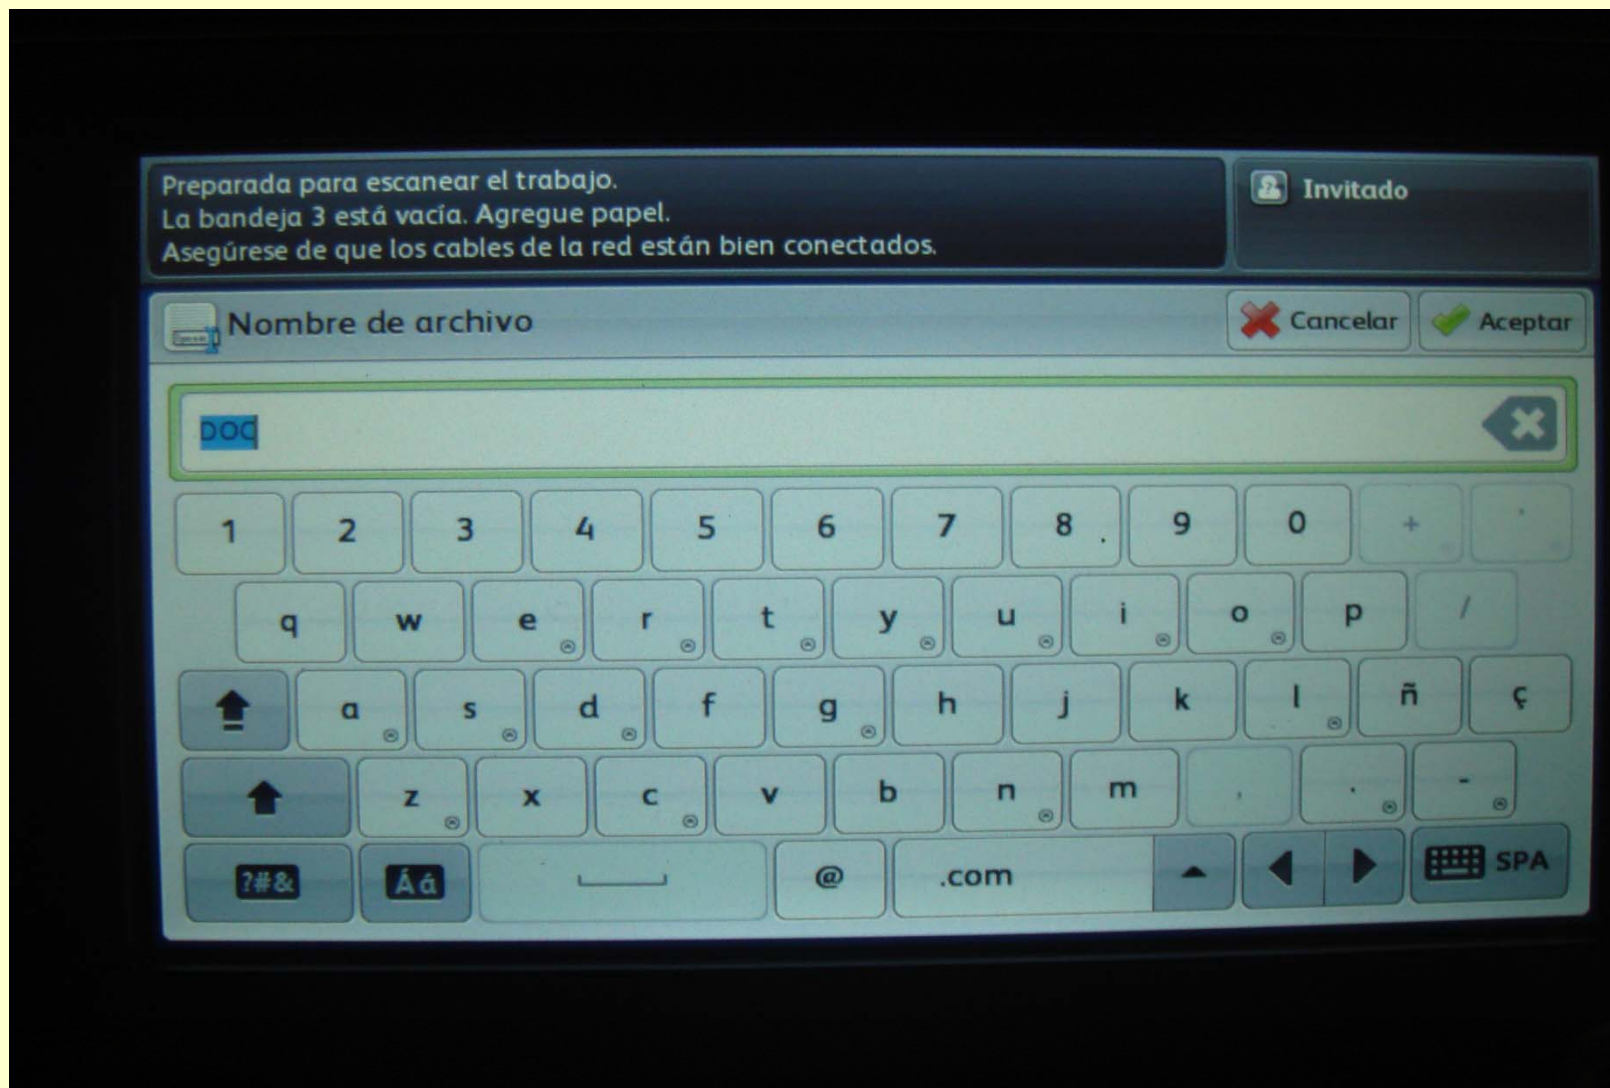 Preparada para escanear el trabajo.
La bandeja 3 está vacía. Agregue papel.
Asegúrese de que los cables de la red están bien conectados.
Invitado
Nombre de archivo
Cancelar
Aceptar
DOC
1 2 3 4 5 6 7 8 9 0 + '
q w e r t y u i o p /
a s d f g h j k l ñ ç
z x c v b n m , . -
?#& Áá @ .com SPA